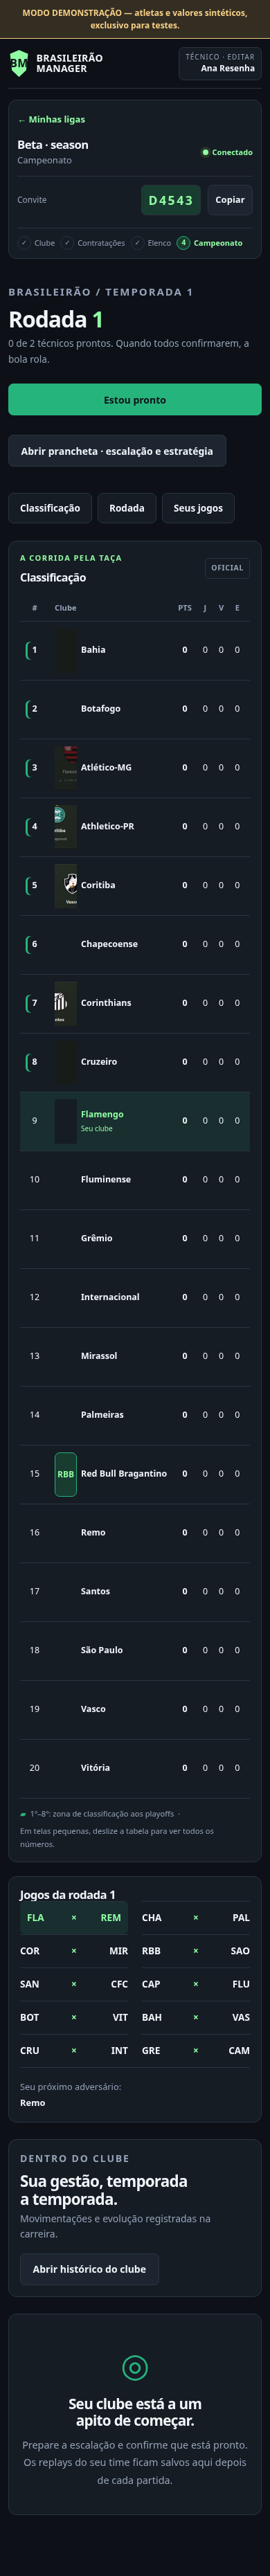 MODO DEMONSTRAÇÃO — atletas e valores sintéticos,
exclusivo para testes.
BM
BRASILEIRÃO
MANAGER
TÉCNICO · EDITAR
Ana Resenha
← Minhas ligas
Beta · season
Campeonato
Conectado
Convite
D4543
Copiar
✓ Clube ✓ Contratações ✓ Elenco 4 Campeonato
BRASILEIRÃO / TEMPORADA 1
Rodada 1
0 de 2 técnicos prontos. Quando todos confirmarem, a
bola rola.
Estou pronto
Abrir prancheta · escalação e estratégia
Classificação Rodada Seus jogos
A CORRIDA PELA TAÇA
Classificação
OFICIAL
# Clube PTS J V E
1 Bahia 0 0 0 0
2 Botafogo 0 0 0 0
3 Atlético-MG 0 0 0 0
4 Athletico-PR 0 0 0 0
5 Coritiba 0 0 0 0
6 Chapecoense 0 0 0 0
7 Corinthians 0 0 0 0
8 Cruzeiro 0 0 0 0
9 Flamengo 0 0 0 0
Seu clube
10 Fluminense 0 0 0 0
11 Grêmio 0 0 0 0
12 Internacional 0 0 0 0
13 Mirassol 0 0 0 0
14 Palmeiras 0 0 0 0
15 RBB Red Bull Bragantino 0 0 0 0
16 Remo 0 0 0 0
17 Santos 0 0 0 0
18 São Paulo 0 0 0 0
19 Vasco 0 0 0 0
20 Vitória 0 0 0 0
1º–8º: zona de classificação aos playoffs ·
Em telas pequenas, deslize a tabela para ver todos os
números.
Jogos da rodada 1
FLA × REM CHA × PAL
COR × MIR RBB × SAO
SAN × CFC CAP × FLU
BOT × VIT BAH × VAS
CRU × INT GRE × CAM
Seu próximo adversário:
Remo
DENTRO DO CLUBE
Sua gestão, temporada
a temporada.
Movimentações e evolução registradas na
carreira.
Abrir histórico do clube
Seu clube está a um
apito de começar.
Prepare a escalação e confirme que está pronto.
Os replays do seu time ficam salvos aqui depois
de cada partida.